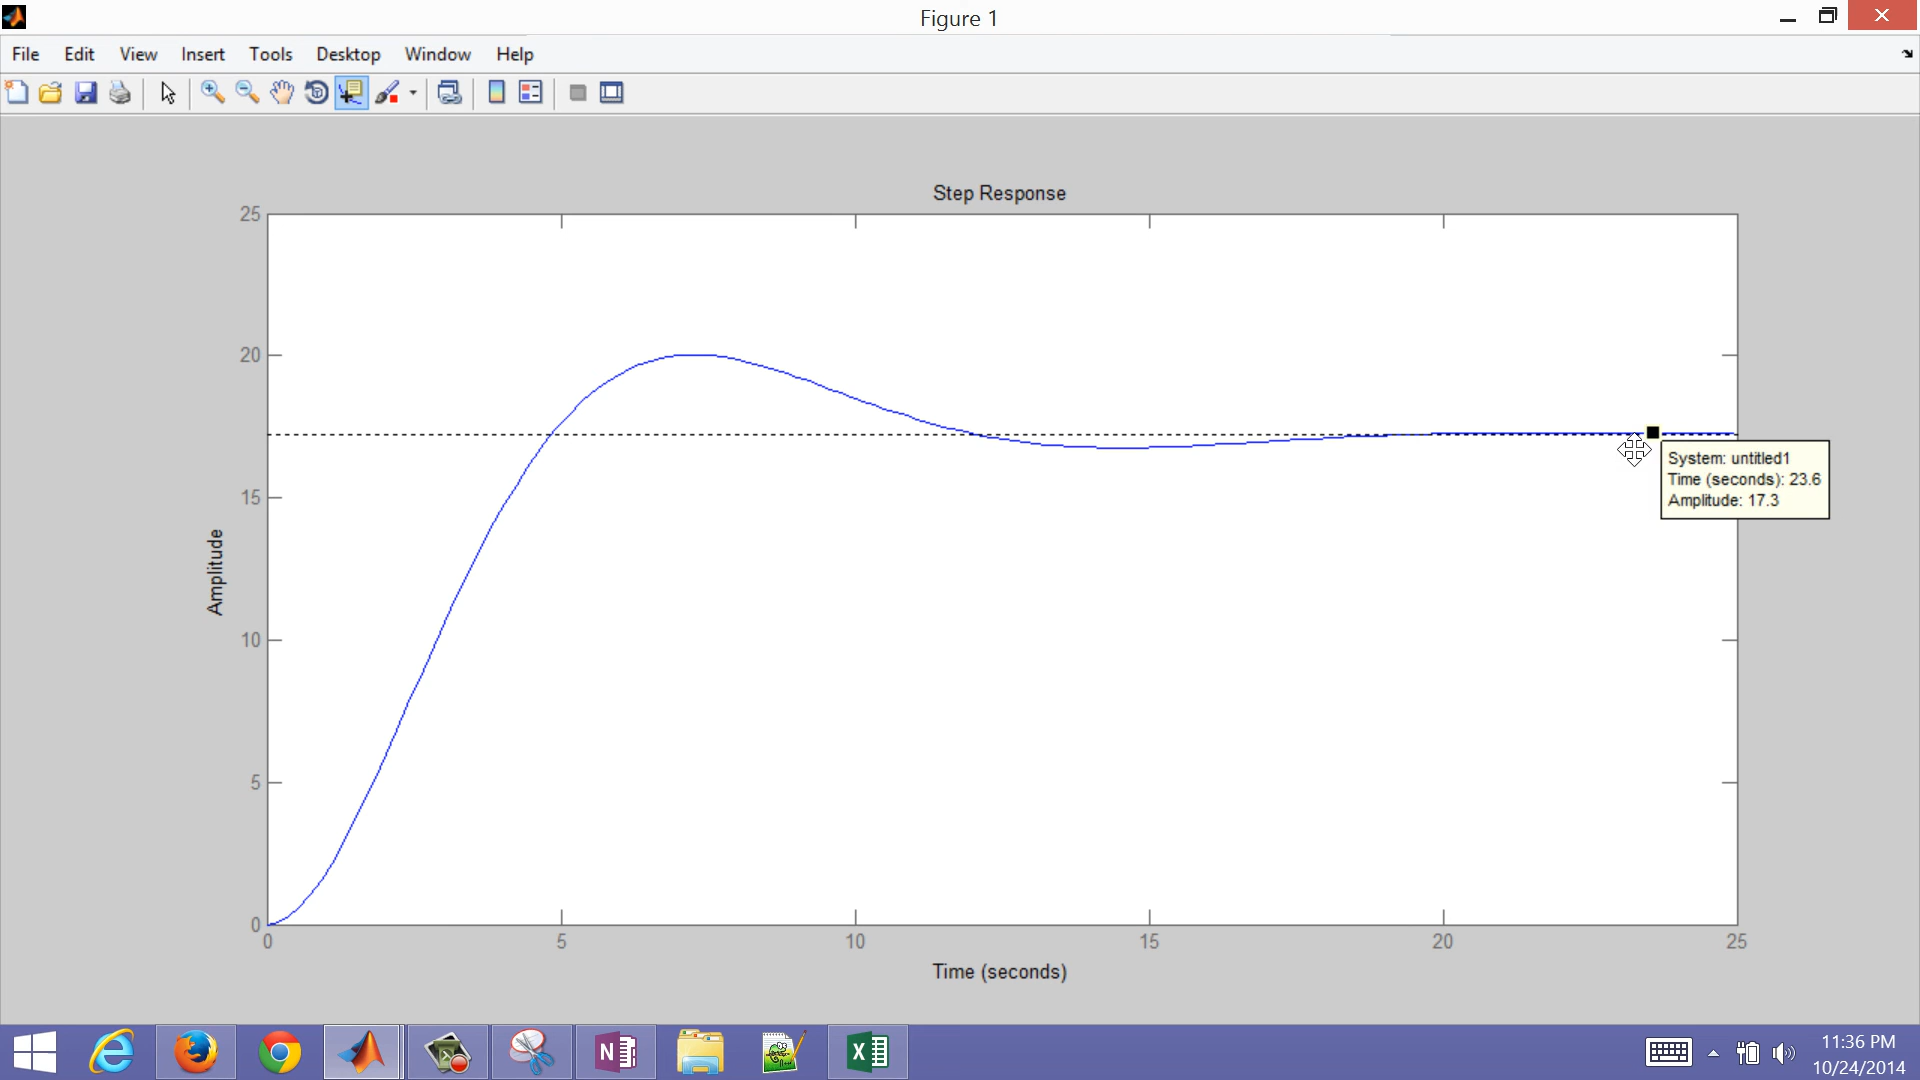 Figure 1
File Edit View Insert Tools Desktop Window Help
Step Response
25
20
15
10
5
0
Amplitude
0 5 10 15 20 25
Time (seconds)
System: untitled1
Time (seconds): 23.6
Amplitude: 17.3
11:36 PM
10/24/2014